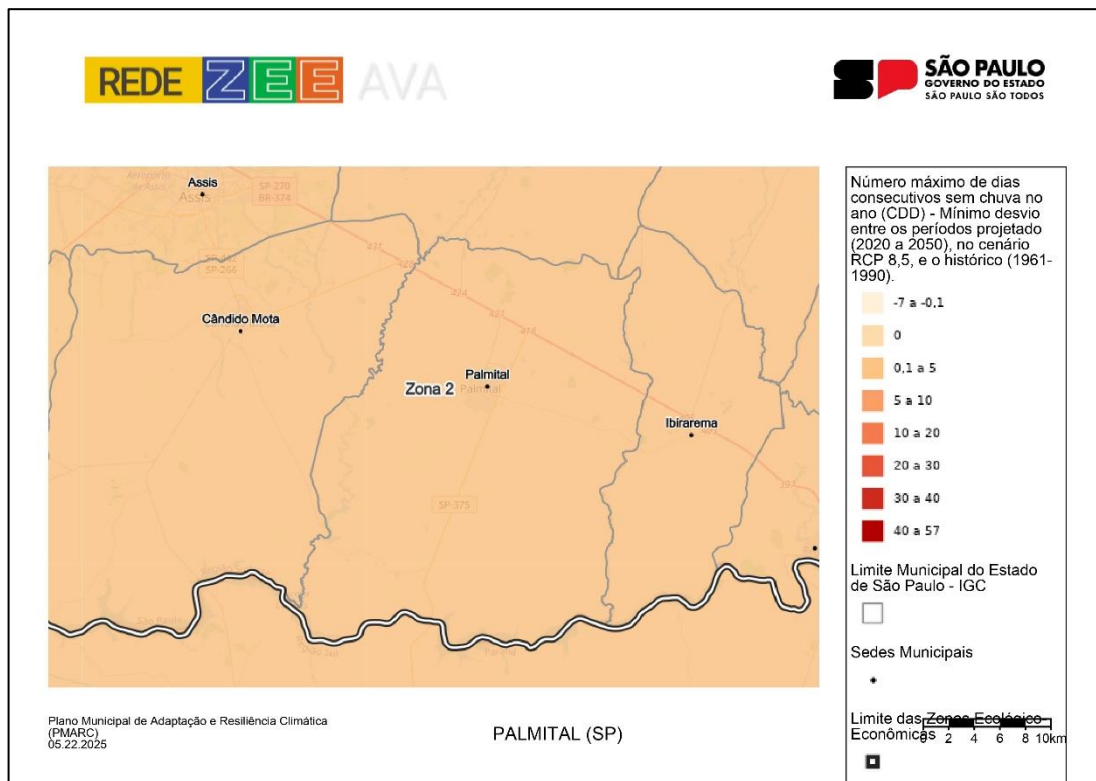 REDE ZEE AVA
SÃO PAULO
GOVERNO DO ESTADO
SÃO PAULO SÃO TODOS
Assis
Assis
SP-270
BR-374
SP-266
Cândido Mota
Zona 2
Palmital
Palmital
Ibirarema
SP-375
Número máximo de dias
consecutivos sem chuva no
ano (CDD) - Mínimo desvio
entre os períodos projetado
(2020 a 2050), no cenário
RCP 8,5, e o histórico (1961-
1990).
-7 a -0,1
0
0,1 a 5
5 a 10
10 a 20
20 a 30
30 a 40
40 a 57
Limite Municipal do Estado
de São Paulo - IGC
Sedes Municipais
Limite das Zonas Ecológico-
Econômicas
0 2 4 6 8 10km
Plano Municipal de Adaptação e Resiliência Climática
(PMARC)
05.22.2025
PALMITAL (SP)